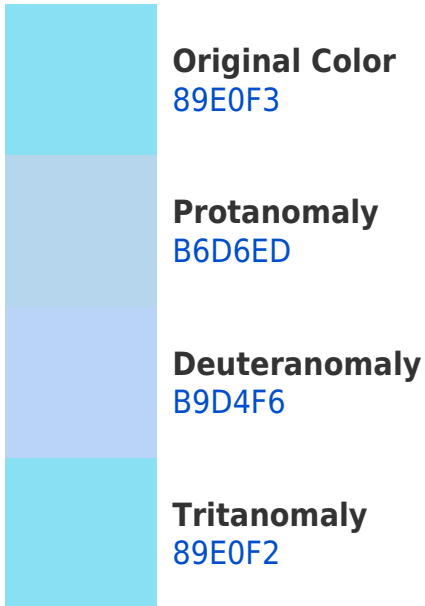 Original Color
89E0F3
Protanomaly
B6D6ED
Deuteranomaly
B9D4F6
Tritanomaly
89E0F2